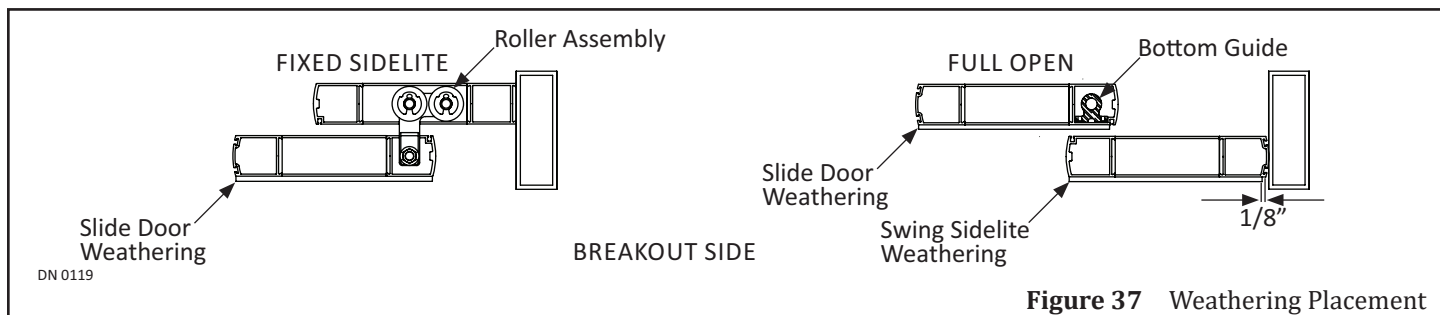 FIXED SIDELITE
Roller Assembly
Slide Door
Weathering
DN 0119
BREAKOUT SIDE
FULL OPEN
Bottom Guide
Slide Door
Weathering
Swing Sidelite
Weathering
1/8”
Figure 37 Weathering Placement